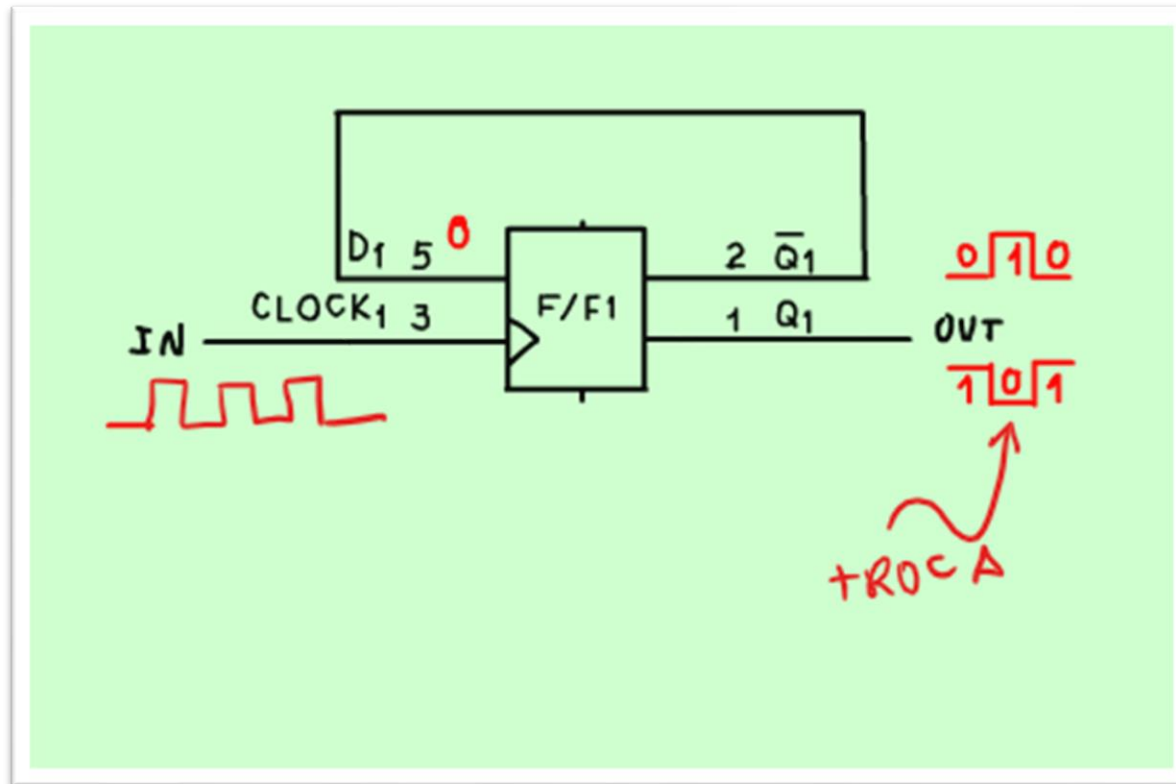 D1 5 0
2 Q̅1
0 1 0
CLOCK1 3
F/F1
1 Q1
IN
OUT
1 0 1
TROCA